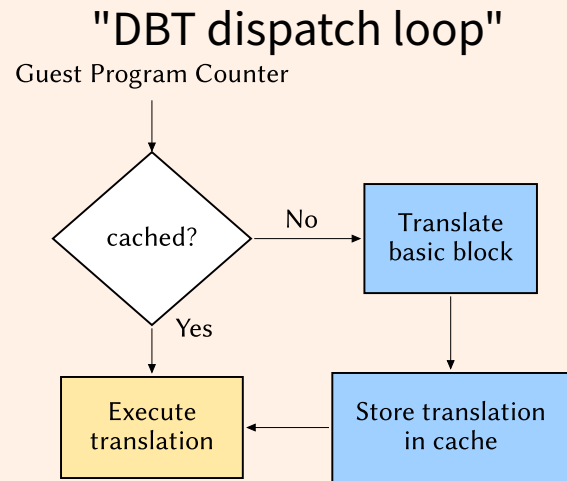 "DBT dispatch loop"
Guest Program Counter
cached?
No
Translate
basic block
Yes
Execute
translation
Store translation
in cache